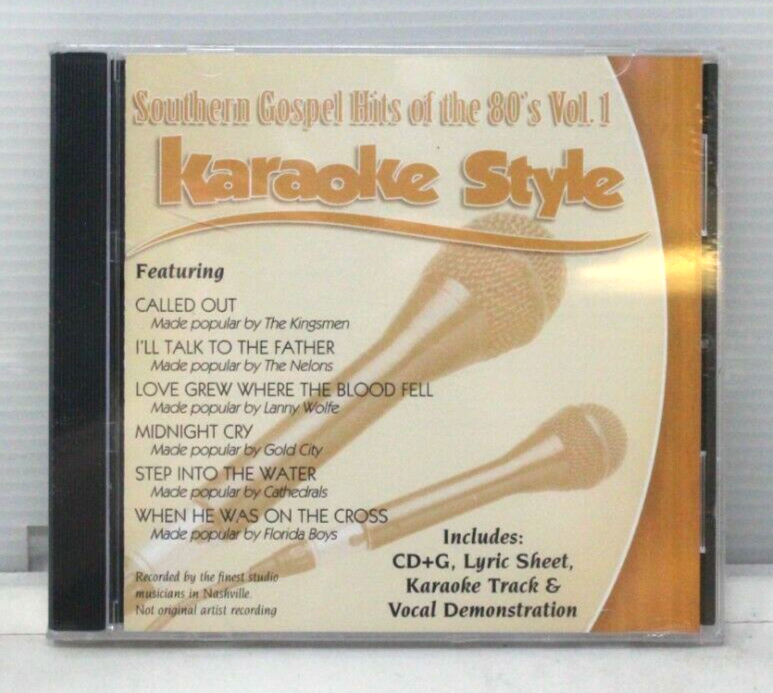 Southern Gospel Hits of the 80's Vol. 1
Karaoke Style
Featuring
CALLED OUT
Made popular by The Kingsmen
I'LL TALK TO THE FATHER
Made popular by The Nelons
LOVE GREW WHERE THE BLOOD FELL
Made popular by Lanny Wolfe
MIDNIGHT CRY
Made popular by Gold City
STEP INTO THE WATER
Made popular by Cathedrals
WHEN HE WAS ON THE CROSS
Made popular by Florida Boys
Recorded by the finest studio
musicians in Nashville.
Not original artist recording
Includes:
CD+G, Lyric Sheet,
Karaoke Track &
Vocal Demonstration